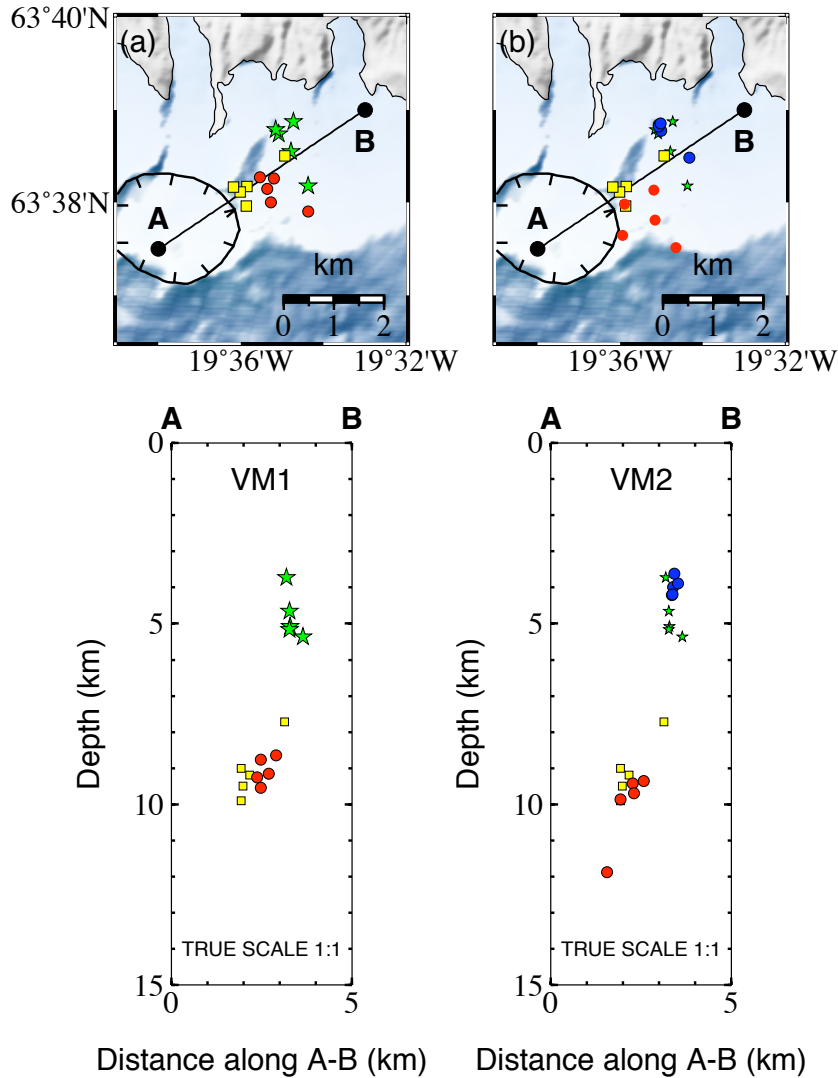 63°40'N
(a)
(b)
B
B
63°38'N
63°38'N
A
A
km
km
0 1 2
0 1 2
19°36'W 19°32'W
19°36'W 19°32'W
A B
A B
0
0
VM1
VM2
5
5
Depth (km)
Depth (km)
10
10
TRUE SCALE 1:1
TRUE SCALE 1:1
15
15
0 5
0 5
Distance along A-B (km)
Distance along A-B (km)